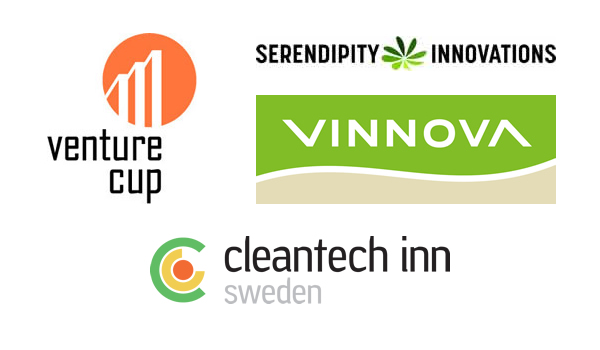 venture
cup
SERENDIPITY INNOVATIONS
VINNOVA
cleantech inn
sweden